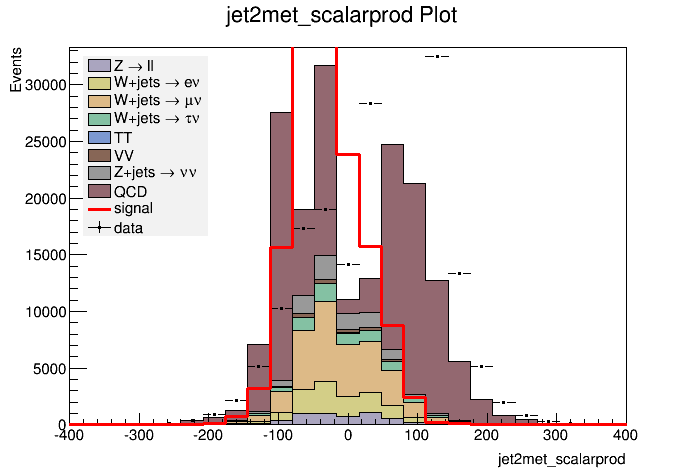 jet2met_scalarprod Plot
Events
30000
25000
20000
15000
10000
5000
0
Z → ll
W+jets → eν
W+jets → μν
W+jets → τν
TT
VV
Z+jets → νν
QCD
signal
data
-400 -300 -200 -100 0 100 200 300 400
jet2met_scalarprod